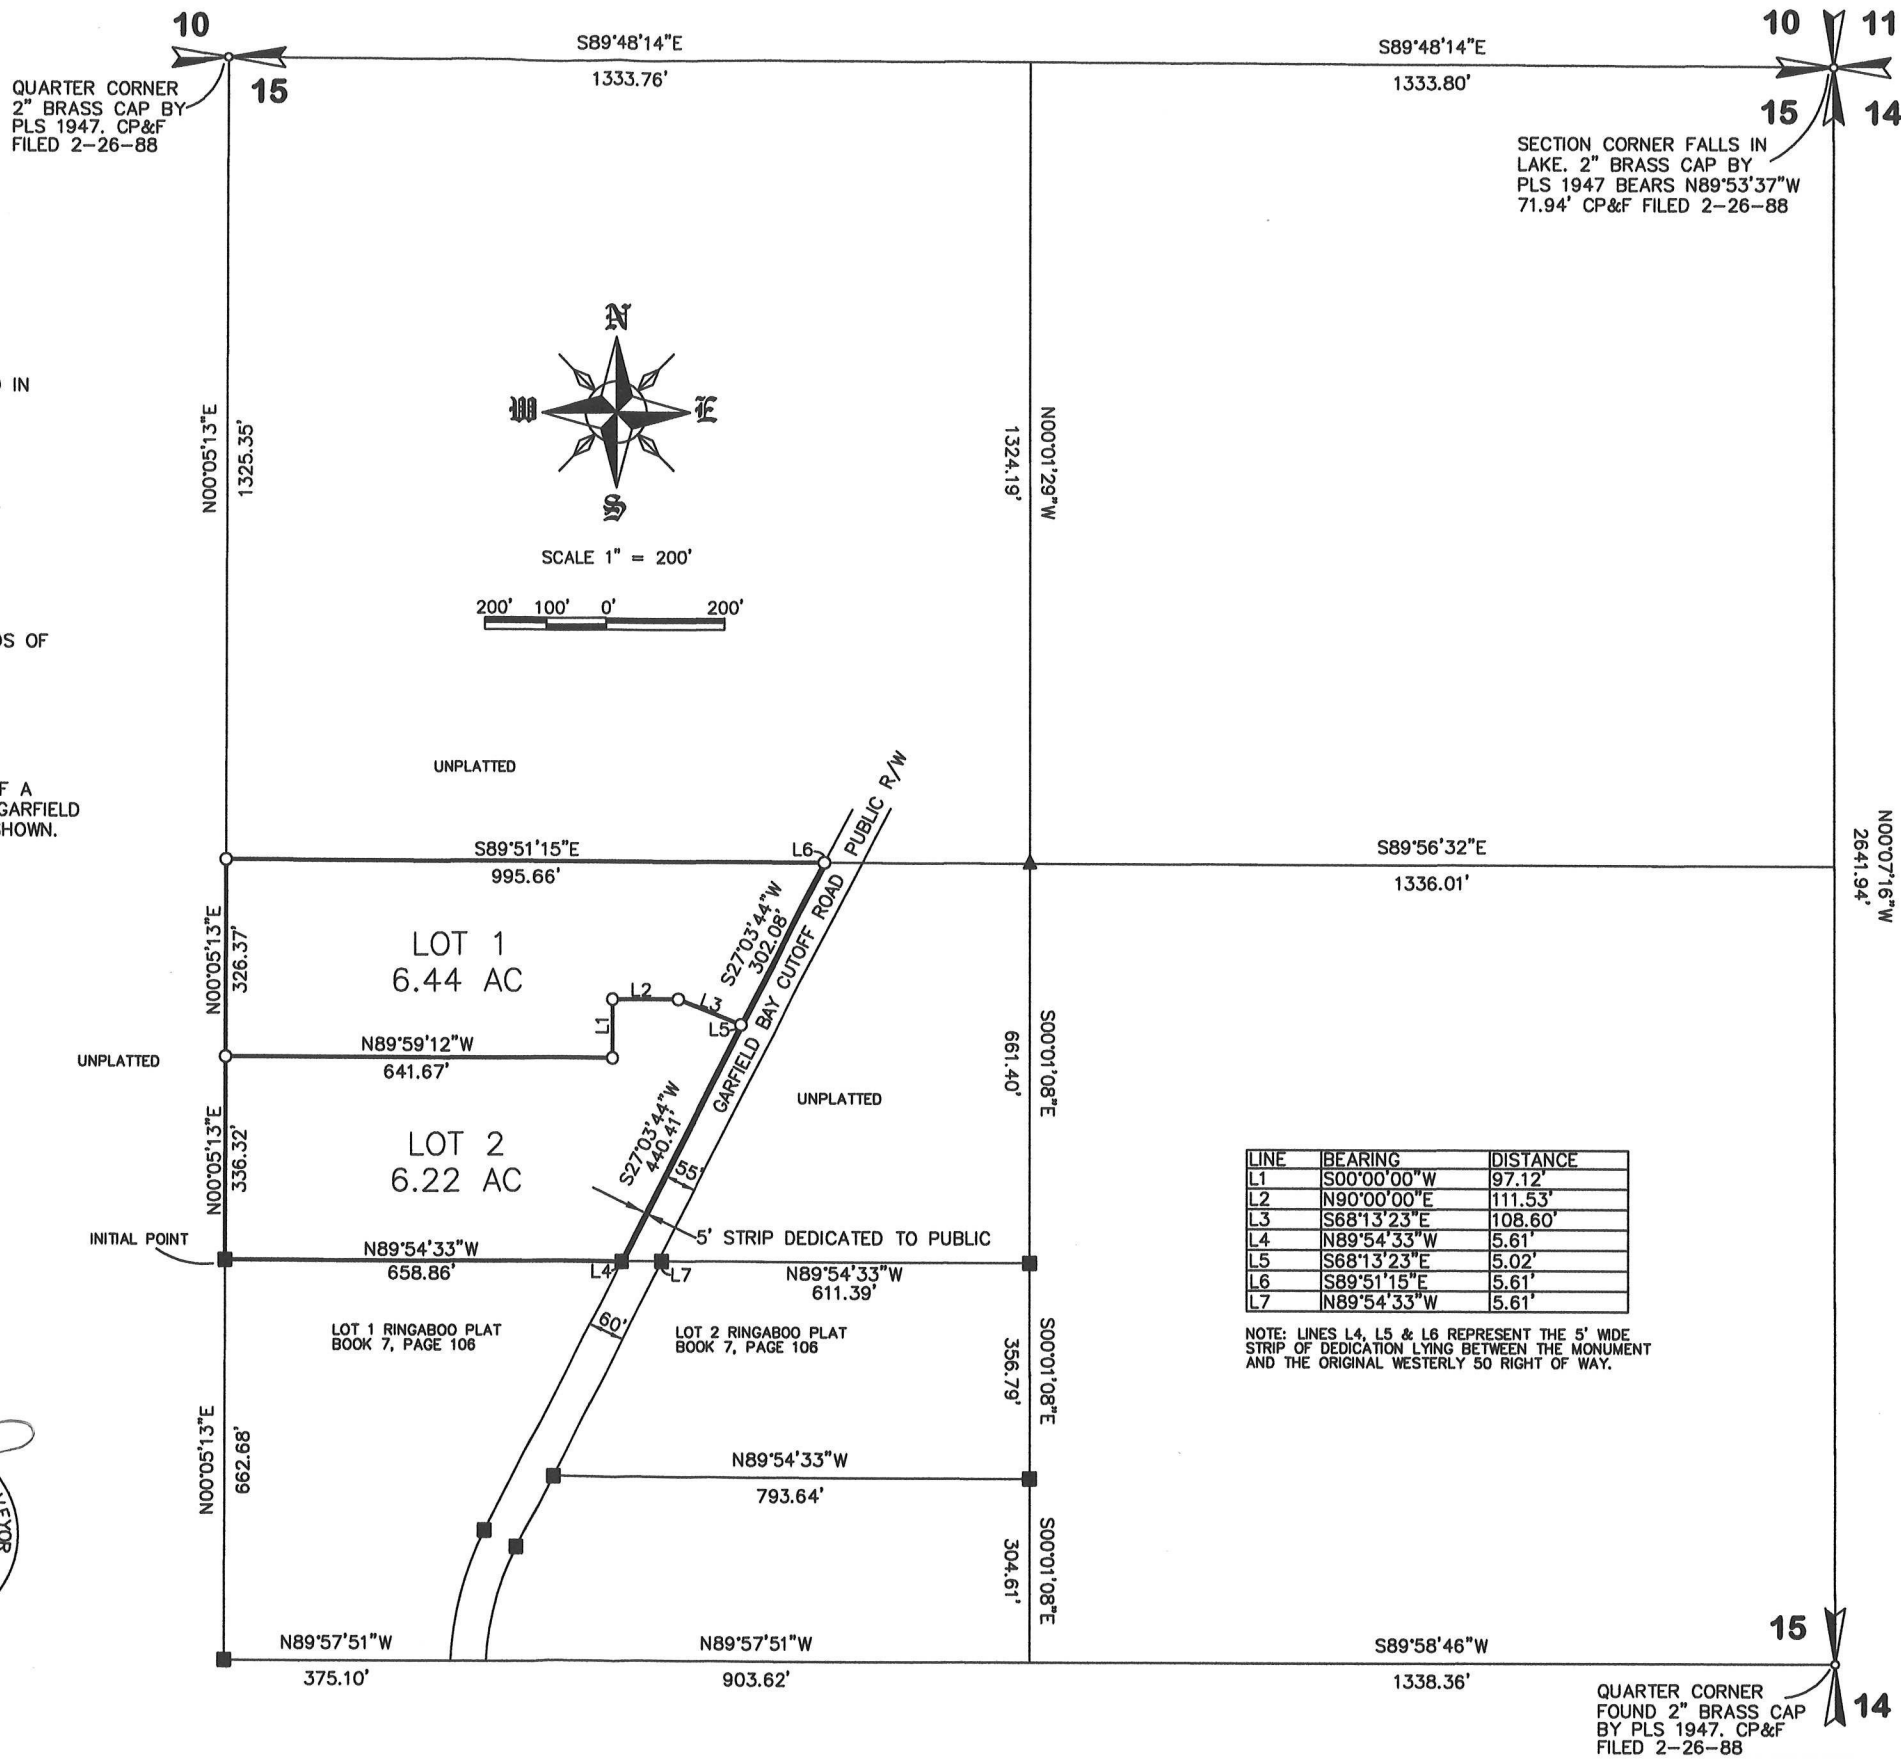 10
10 11
S89°48'14"E
S89°48'14"E
1333.76'
1333.80'
15
15 14
QUARTER CORNER
2" BRASS CAP BY
PLS 1947. CP&F
FILED 2-26-88
SECTION CORNER FALLS IN
LAKE. 2" BRASS CAP BY
PLS 1947 BEARS N89°53'37"W
71.94' CP&F FILED 2-26-88
N
W
E
S
IN
N00°05'13"E
1325.35'
N00°01'29"W
1324.19'
SCALE 1" = 200'
200' 100' 0' 200'
OF
UNPLATTED
F A
GARFIELD
SHOWN.
GARFIELD BAY CUTOFF ROAD PUBLIC R/W
S89°51'15"E
995.66'
L6
S89°56'32"E
1336.01'
N00°07'16"W
2641.94'
N00°05'13"E
326.37'
LOT 1
6.44 AC
S27°03'44"W
302.08'
L2
L3
L1
L5
N89°59'12"W
641.67'
UNPLATTED
UNPLATTED
S00°01'08"E
661.40'
N00°05'13"E
336.32'
LOT 2
6.22 AC
S27°03'44"W
440.41'
55'
5' STRIP DEDICATED TO PUBLIC
INITIAL POINT
N89°54'33"W
658.86'
L4
L7
N89°54'33"W
611.39'
LINE BEARING DISTANCE
L1 S00°00'00"W 97.12'
L2 N90°00'00"E 111.53'
L3 S68°13'23"E 108.60'
L4 N89°54'33"W 5.61'
L5 S68°13'23"E 5.02'
L6 S89°51'15"E 5.61'
L7 N89°54'33"W 5.61'
NOTE: LINES L4, L5 & L6 REPRESENT THE 5' WIDE
STRIP OF DEDICATION LYING BETWEEN THE MONUMENT
AND THE ORIGINAL WESTERLY 50 RIGHT OF WAY.
60'
LOT 1 RINGABOO PLAT
BOOK 7, PAGE 106
LOT 2 RINGABOO PLAT
BOOK 7, PAGE 106
S00°01'08"E
356.79'
N00°05'13"E
662.68'
N89°54'33"W
793.64'
S00°01'08"E
304.61'
N89°57'51"W
375.10'
N89°57'51"W
903.62'
S89°58'46"W
1338.36'
15
14
QUARTER CORNER
FOUND 2" BRASS CAP
BY PLS 1947. CP&F
FILED 2-26-88